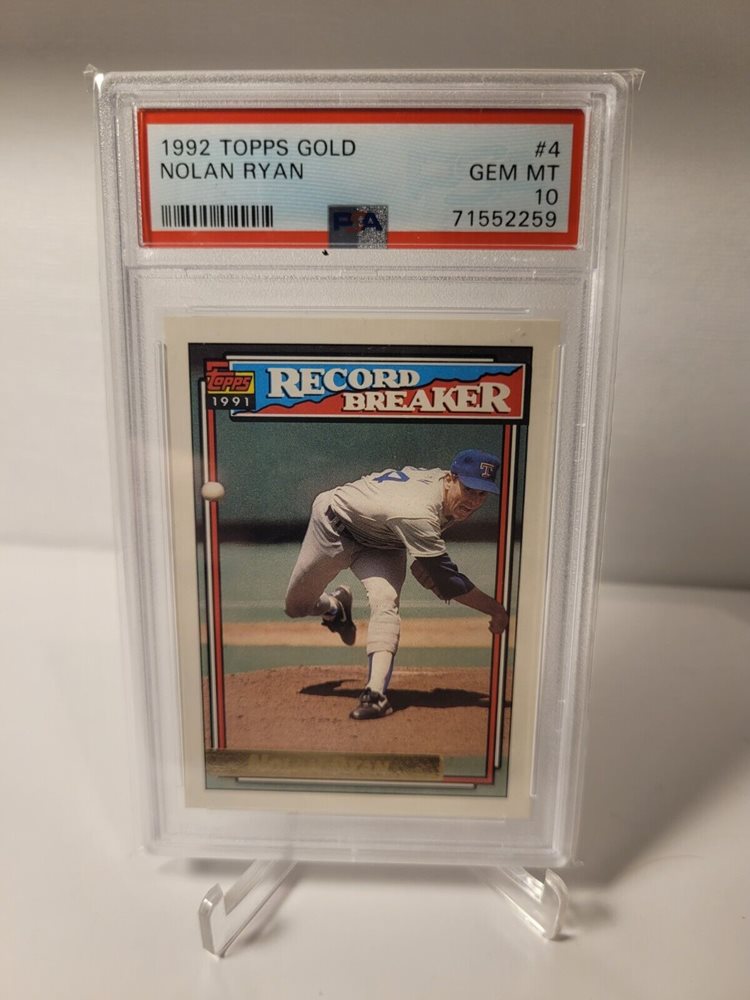 1992 TOPPS GOLD #4
NOLAN RYAN GEM MT
10
PSA 71552259
Topps
1991
RECORD
BREAKER
T